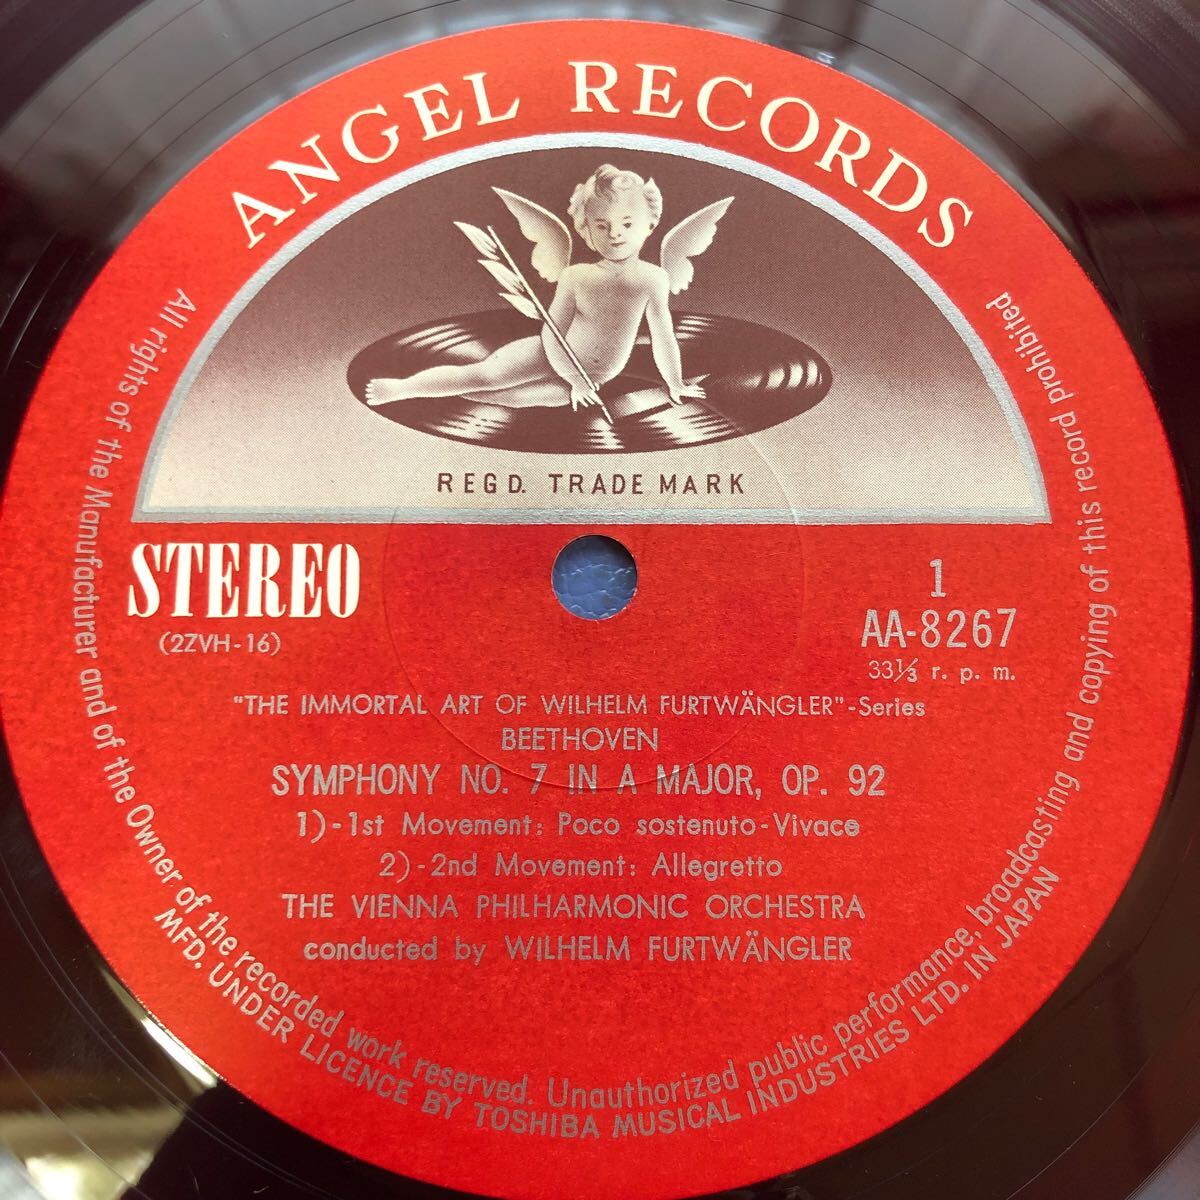 ANGEL RECORDS
REGD. TRADE MARK
STEREO
(2ZVH-16)
1
AA-8267
33⅓ r. p. m.
"THE IMMORTAL ART OF WILHELM FURTWÄNGLER"-Series
BEETHOVEN
SYMPHONY NO. 7 IN A MAJOR, OP. 92
1)-1st Movement: Poco sostenuto-Vivace
2)-2nd Movement: Allegretto
THE VIENNA PHILHARMONIC ORCHESTRA
conducted by WILHELM FURTWÄNGLER
All rights of the Manufacturer and of the Owner of the recorded work reserved. Unauthorized public performance, broadcasting and copying of this record prohibited
MFD. UNDER LICENCE BY TOSHIBA MUSICAL INDUSTRIES LTD. IN JAPAN